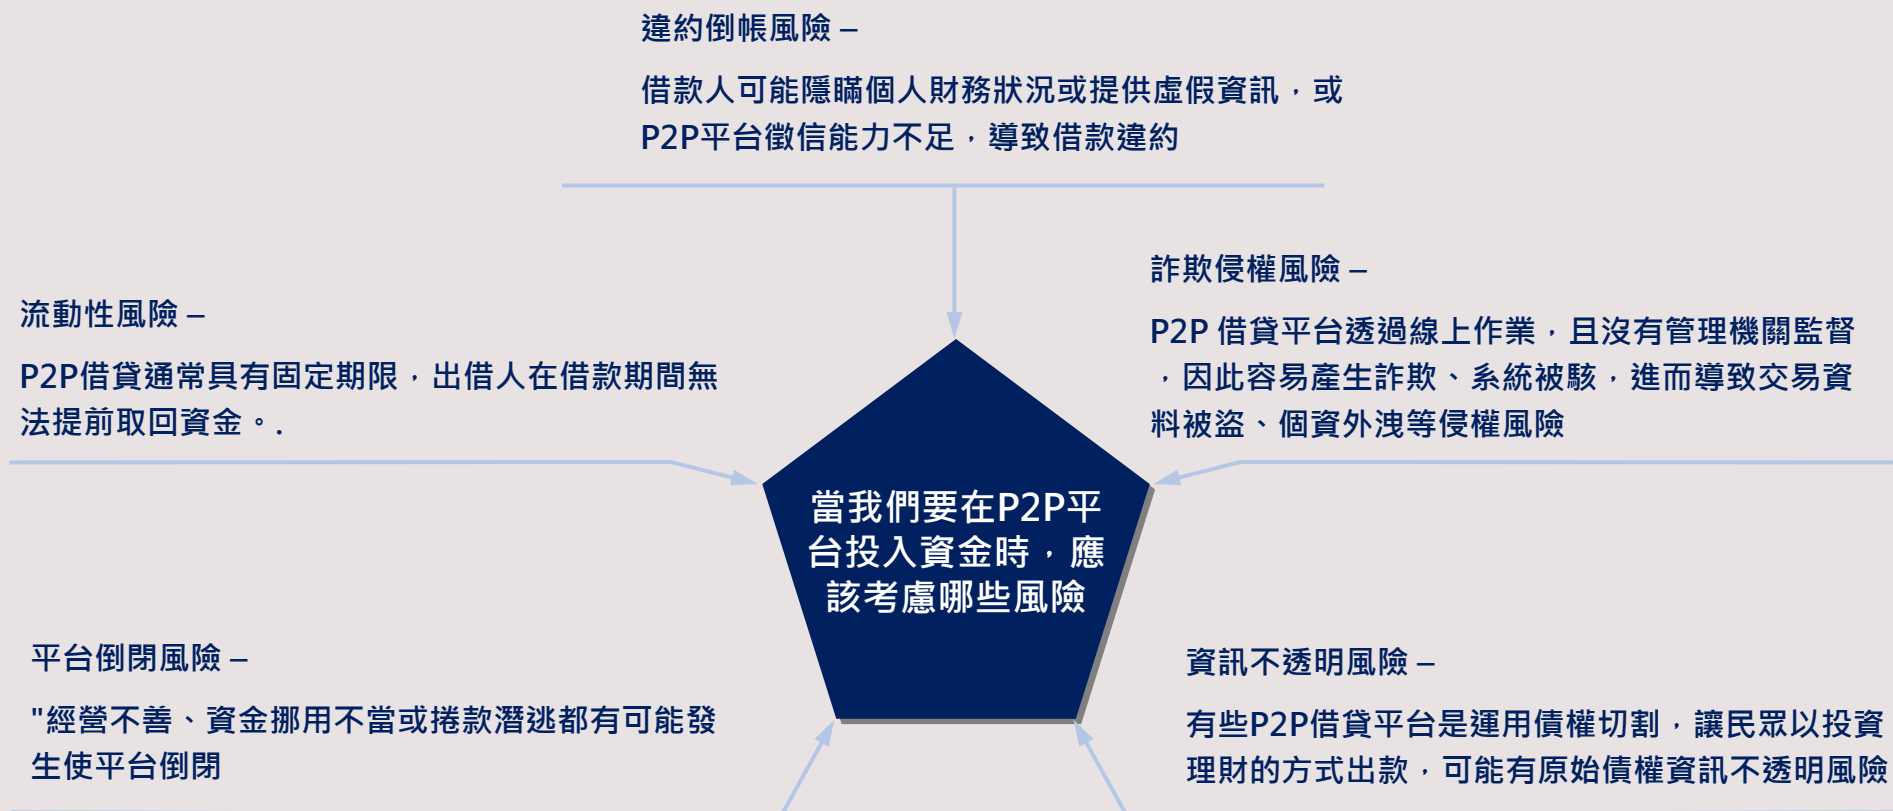 違約倒帳風險 –
借款人可能隱瞞個人財務狀況或提供虛假資訊，或
P2P平台徵信能力不足，導致借款違約
流動性風險 –
P2P借貸通常具有固定期限，出借人在借款期間無
法提前取回資金。.
詐欺侵權風險 –
P2P 借貸平台透過線上作業，且沒有管理機關監督
，因此容易產生詐欺、系統被駭，進而導致交易資
料被盜、個資外洩等侵權風險
當我們要在P2P平
台投入資金時，應
該考慮哪些風險
平台倒閉風險 –
"經營不善、資金挪用不當或捲款潛逃都有可能發
生使平台倒閉
資訊不透明風險 –
有些P2P借貸平台是運用債權切割，讓民眾以投資
理財的方式出款，可能有原始債權資訊不透明風險